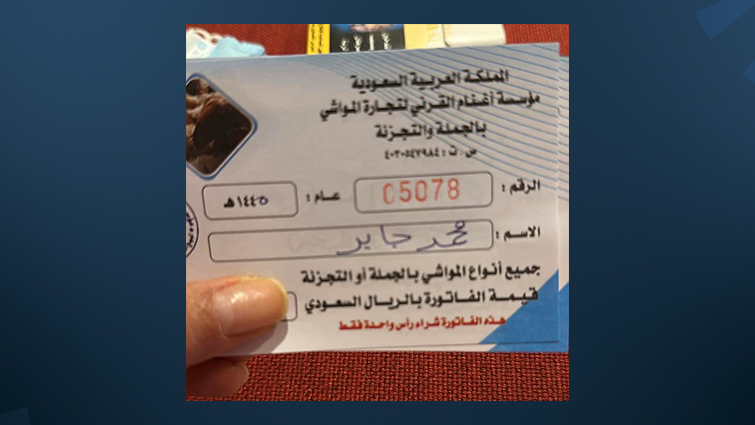 المملكة العربية السعودية
مؤسسة أغنام القرني لتجارة المواشي
بالجملة والتجزئة
س . ت : ٤٠٣٠٥٤٧٩٨٤
الرقم : 05078 عام : ١٤٤٥هـ
الاسم : محمد جابر
جميع أنواع المواشي بالجملة أو التجزئة
قيمة الفاتورة بالريال السعودي
هذه الفاتورة شراء رأس واحدة فقط